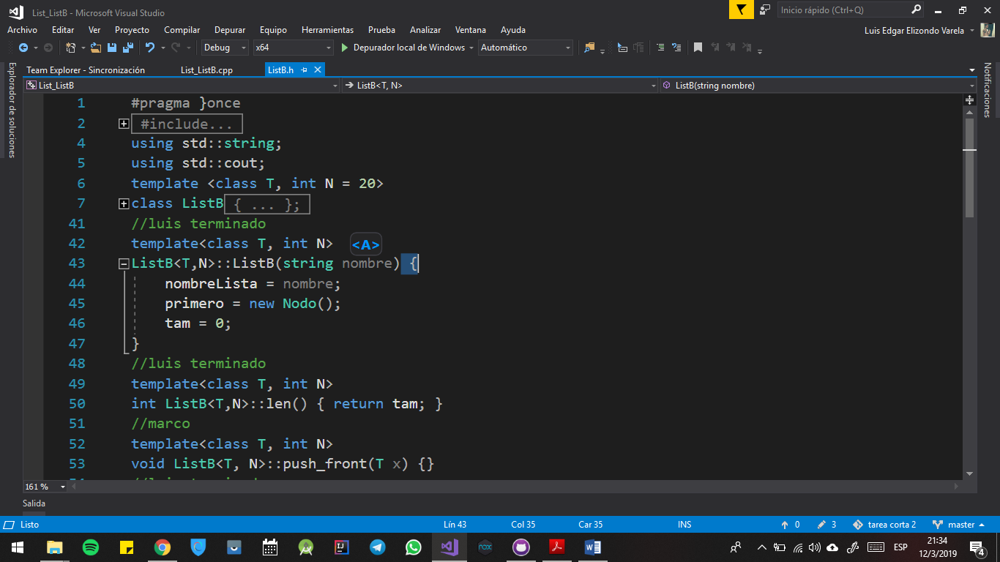 List_ListB - Microsoft Visual Studio
Inicio rápido (Ctrl+Q)
Archivo Editar Ver Proyecto Compilar Depurar Equipo Herramientas Prueba Analizar Ventana Ayuda
Luis Edgar Elizondo Varela
Debug x64 Depurador local de Windows Automático
Explorador de soluciones
Team Explorer - Sincronización List_ListB.cpp ListB.h
Notificaciones
List_ListB ListB<T, N> ListB(string nombre)
1 #pragma }once
2 #include...
4 using std::string;
5 using std::cout;
6 template <class T, int N = 20>
7 class ListB { ... };
41 //luis terminado
42 template<class T, int N> <A>
43 ListB<T,N>::ListB(string nombre) {
44 nombreLista = nombre;
45 primero = new Nodo();
46 tam = 0;
47 }
48 //luis terminado
49 template<class T, int N>
50 int ListB<T,N>::len() { return tam; }
51 //marco
52 template<class T, int N>
53 void ListB<T, N>::push_front(T x) {}
161 %
Salida
Listo Lín 43 Col 35 Car 35 INS 0 3 tarea corta 2 master
ESP
21:34
12/3/2019
4